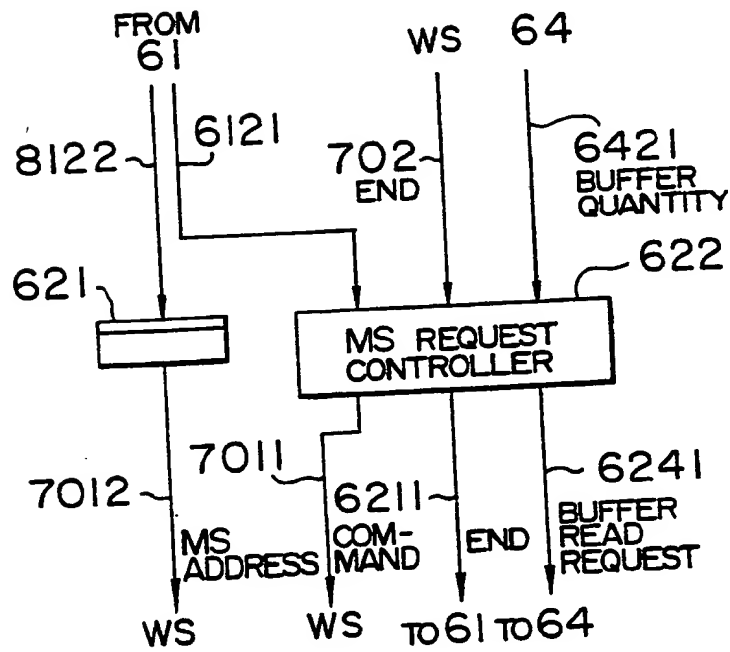 FROM
61
WS
64
8122
6121
702
END
6421
BUFFER
QUANTITY
621
622
MS REQUEST
CONTROLLER
7012
MS
ADDRESS
7011
COM-
MAND
6211
END
6241
BUFFER
READ
REQUEST
WS
WS
TO 61
TO 64